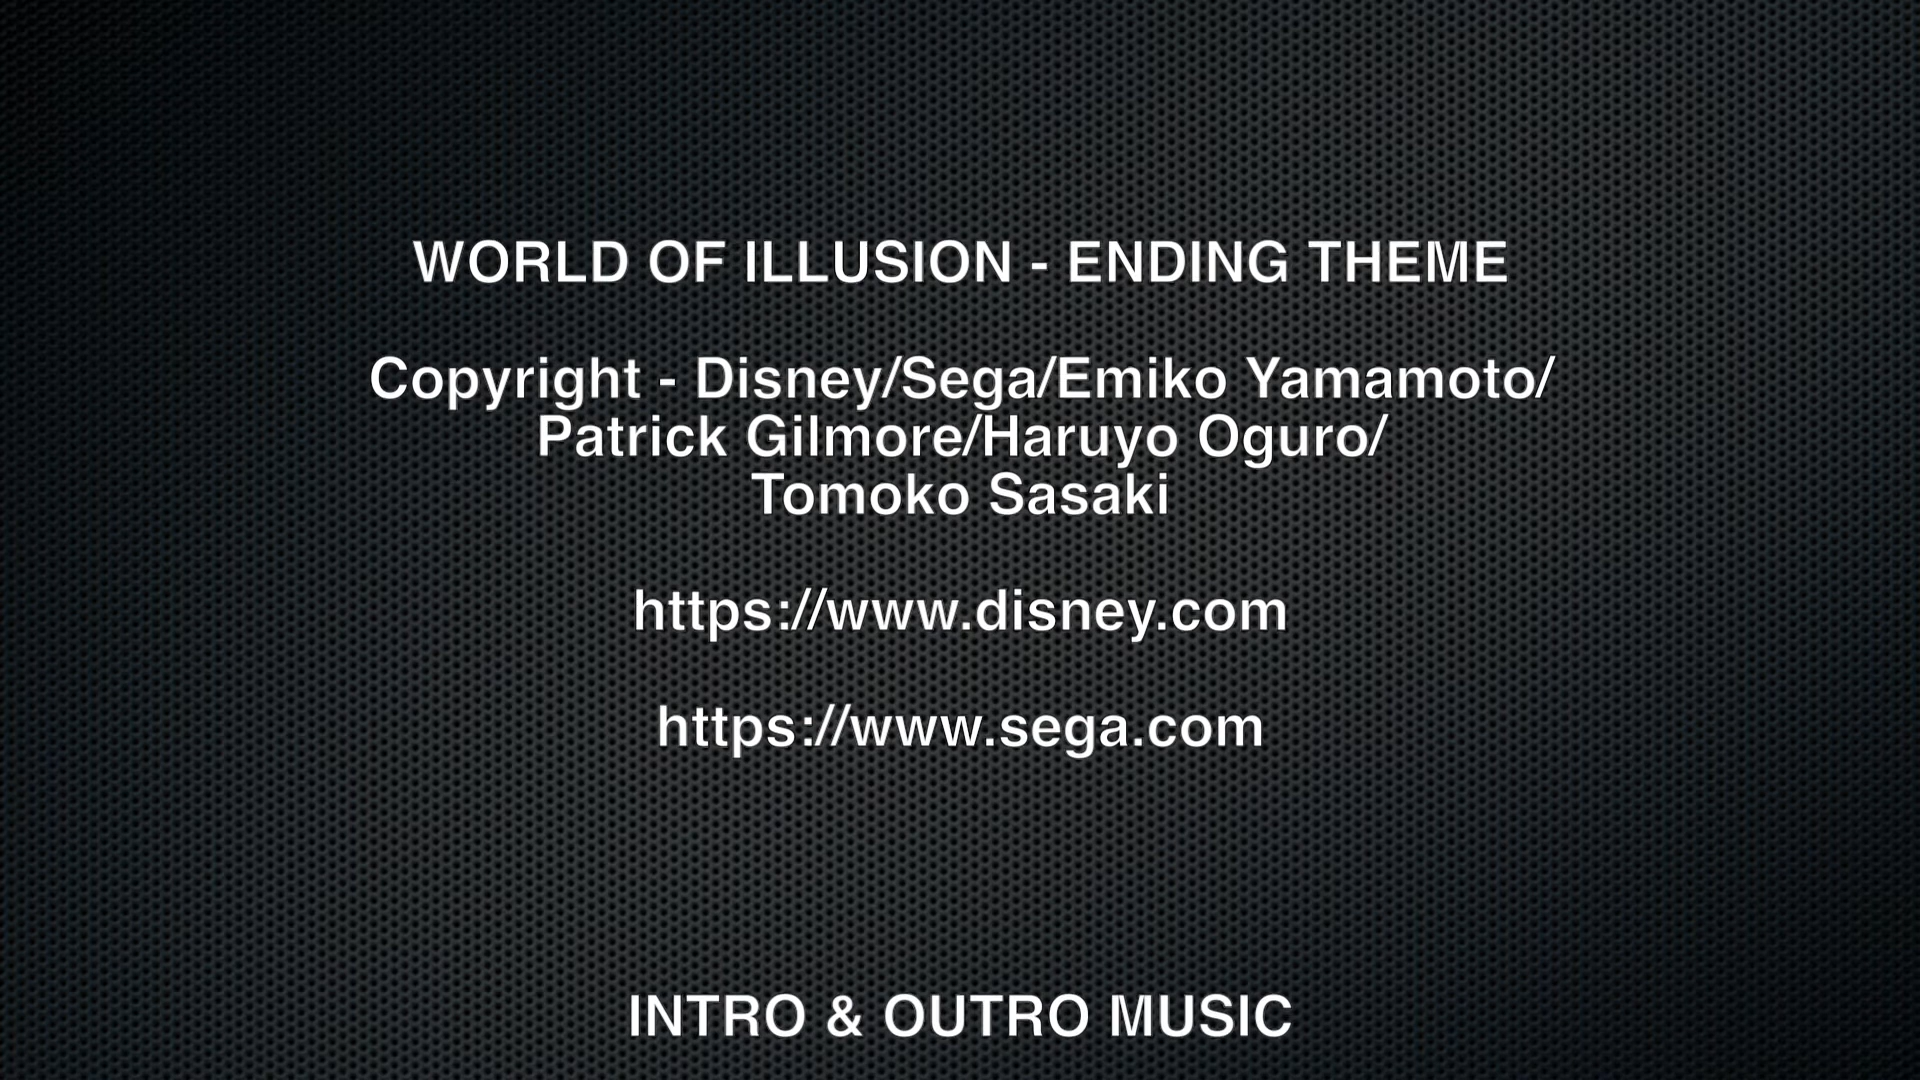 WORLD OF ILLUSION - ENDING THEME
Copyright - Disney/Sega/Emiko Yamamoto/
Patrick Gilmore/Haruyo Oguro/
Tomoko Sasaki
https://www.disney.com
https://www.sega.com
INTRO & OUTRO MUSIC